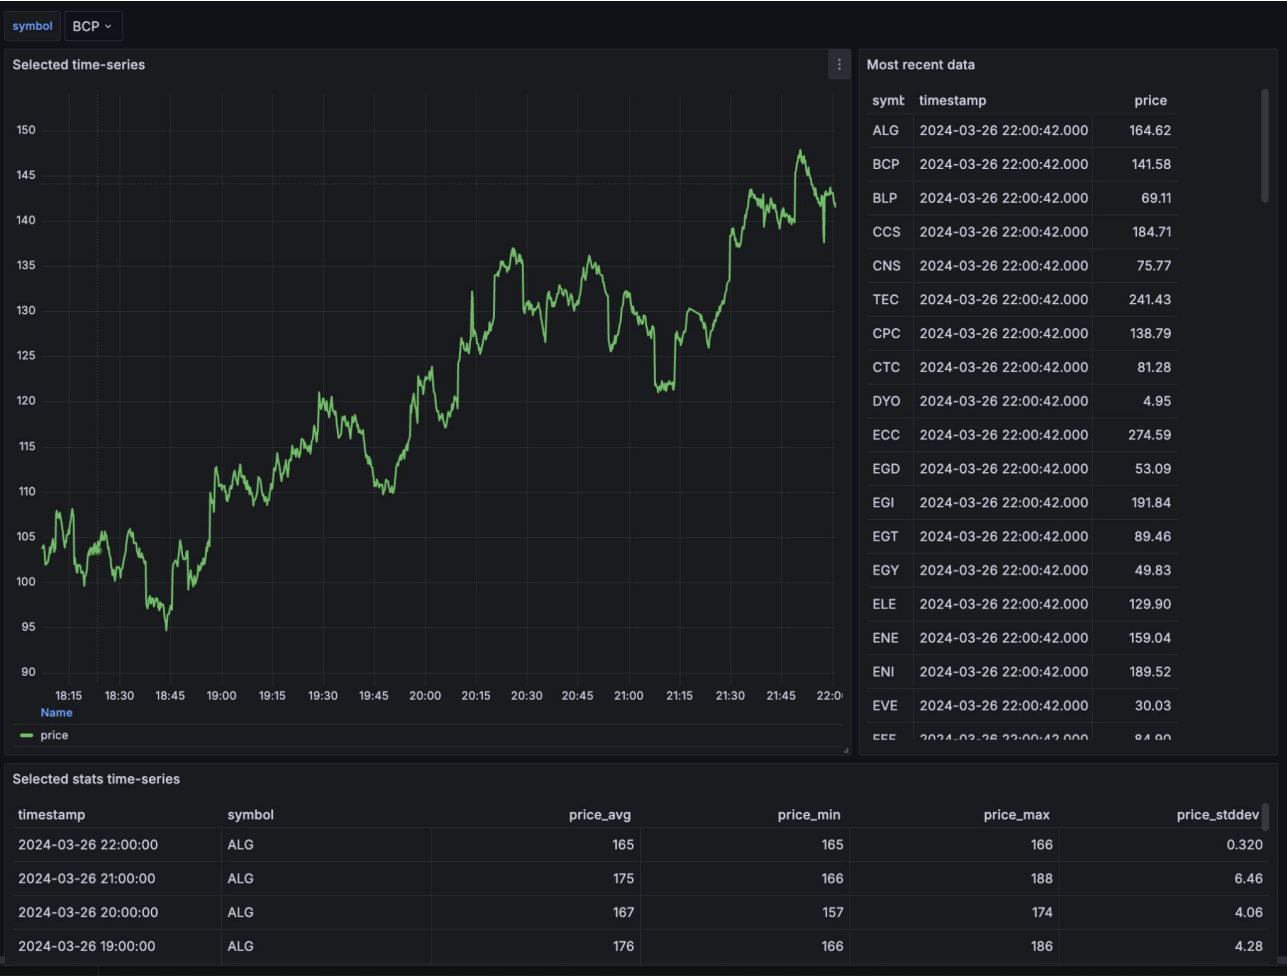 symbol BCP
Selected time-series
150
145
140
135
130
125
120
115
110
105
100
95
90
18:15 18:30 18:45 19:00 19:15 19:30 19:45 20:00 20:15 20:30 20:45 21:00 21:15 21:30 21:45 22:0
Name
price
Most recent data
symb timestamp price
ALG 2024-03-26 22:00:42.000 164.62
BCP 2024-03-26 22:00:42.000 141.58
BLP 2024-03-26 22:00:42.000 69.11
CCS 2024-03-26 22:00:42.000 184.71
CNS 2024-03-26 22:00:42.000 75.77
TEC 2024-03-26 22:00:42.000 241.43
CPC 2024-03-26 22:00:42.000 138.79
CTC 2024-03-26 22:00:42.000 81.28
DYO 2024-03-26 22:00:42.000 4.95
ECC 2024-03-26 22:00:42.000 274.59
EGD 2024-03-26 22:00:42.000 53.09
EGI 2024-03-26 22:00:42.000 191.84
EGT 2024-03-26 22:00:42.000 89.46
EGY 2024-03-26 22:00:42.000 49.83
ELE 2024-03-26 22:00:42.000 129.90
ENE 2024-03-26 22:00:42.000 159.04
ENI 2024-03-26 22:00:42.000 189.52
EVE 2024-03-26 22:00:42.000 30.03
2024-03-26 22:00:42.000 84.90
Selected stats time-series
timestamp symbol price_avg price_min price_max price_stddev
2024-03-26 22:00:00 ALG 165 165 166 0.320
2024-03-26 21:00:00 ALG 175 166 188 6.46
2024-03-26 20:00:00 ALG 167 157 174 4.06
2024-03-26 19:00:00 ALG 176 166 186 4.28